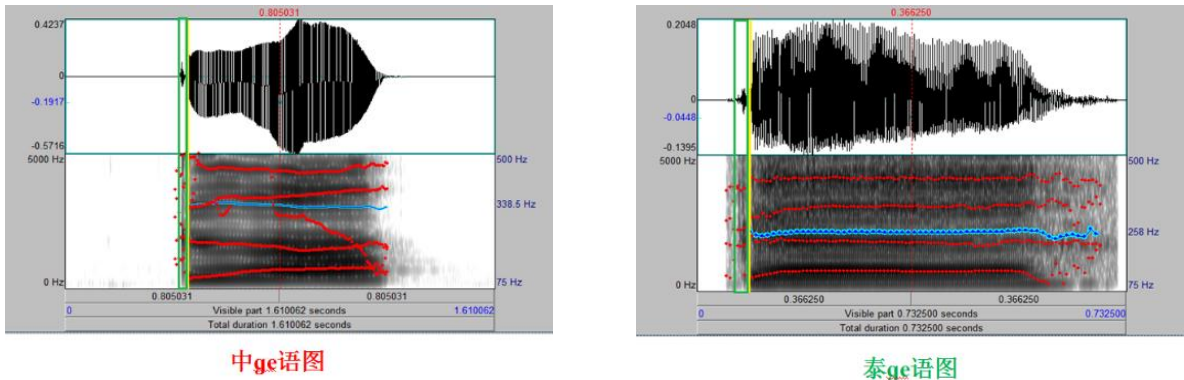 0.805031
0.4237
0
-0.1917
-0.5716
5000 Hz
500 Hz
338.5 Hz
0 Hz
75 Hz
0.805031
0.805031
0
Visible part 1.610062 seconds
1.610062
Total duration 1.610062 seconds
中ge语图
0.366250
0.2048
0
-0.0448
-0.1395
5000 Hz
500 Hz
258 Hz
0 Hz
75 Hz
0.366250
0.366250
0
Visible part 0.732500 seconds
0.732500
Total duration 0.732500 seconds
泰ge语图